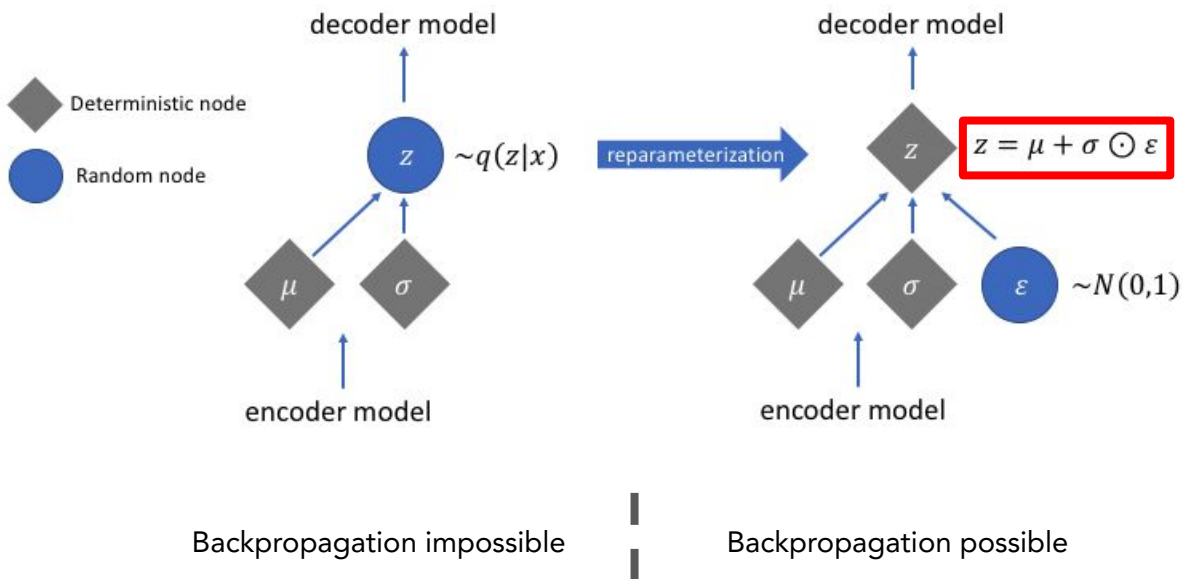 decoder model
decoder model
Deterministic node
Random node
z ~q(z|x)
reparameterization
z z = μ + σ ⊙ ε
μ σ
μ σ ε ~N(0,1)
encoder model
encoder model
Backpropagation impossible
Backpropagation possible